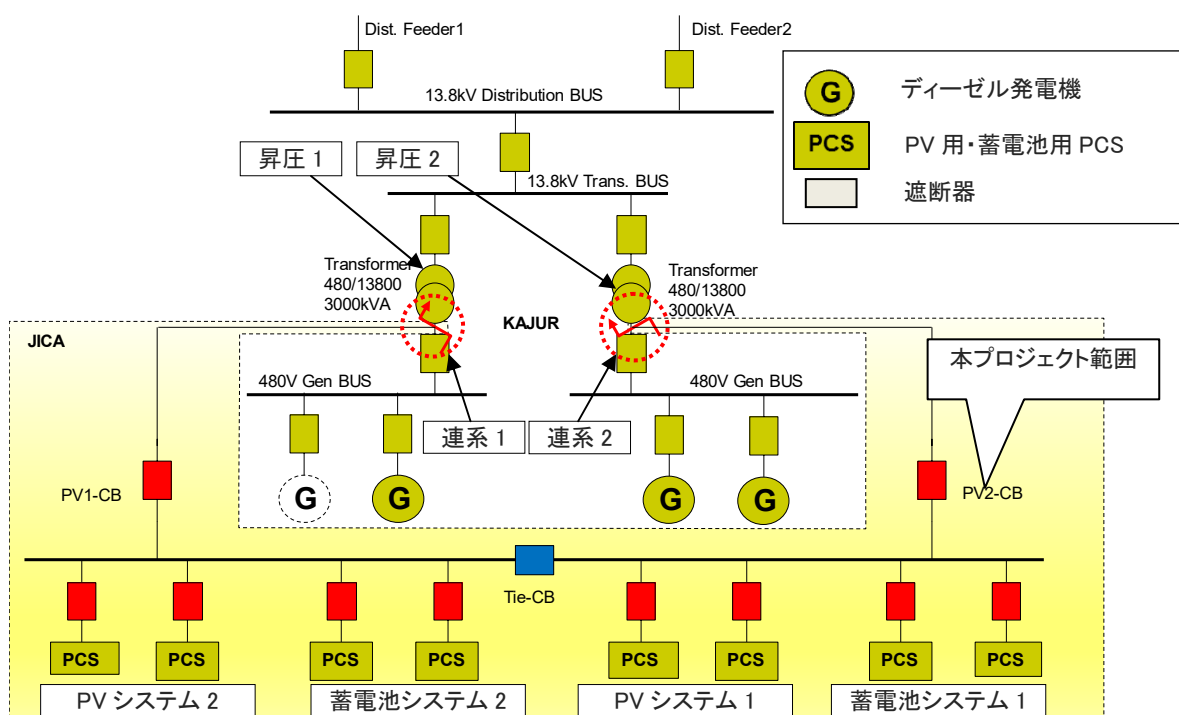 Dist. Feeder1
Dist. Feeder2
13.8kV Distribution BUS
G
ディーゼル発電機
PCS
PV 用・蓄電池用 PCS
遮断器
昇圧 1
昇圧 2
13.8kV Trans. BUS
Transformer
480/13800
3000kVA
Transformer
480/13800
3000kVA
KAJUR
JICA
本プロジェクト範囲
480V Gen BUS
480V Gen BUS
連系 1
連系 2
G
G
G
G
PV1-CB
PV2-CB
Tie-CB
PCS
PCS
PCS
PCS
PCS
PCS
PCS
PCS
PV システム 2
蓄電池システム 2
PV システム 1
蓄電池システム 1